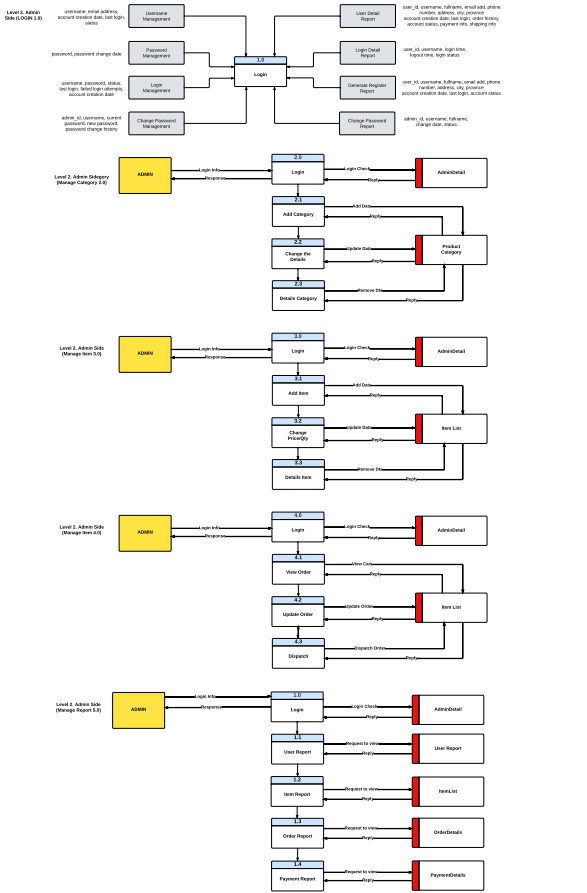 Level 2. Admin
Side (LOGIN 1.0)
username, email address,
account creation date, last login,
status
Username
Management
User Detail
Report
user_id, username, fullname, email add, phone
number, address, city, province
account creation date, last login, order history,
account status, payment info, shipping info
password, password change date
Password
Management
1.0
Login
Login Detail
Report
user_id, username, login time,
logout time, login status
username, password, status,
last login, failed login attempts,
account creation date
Login
Management
Generate Register
Report
user_id, username, fullname, email add, phone
number, address, city, province
account creation date, last login, account status
admin_id, username, current
password, new password,
password change history
Change Password
Management
Change Password
Report
admin_id, username, fullname,
change date, status
Level 2. Admin Sidegory
(Manage Category 2.0)
ADMIN
Login Info
Response
2.0
Login
Login Check
Reply
AdminDetail
2.1
Add Category
Add Data
Reply
2.2
Change the
Details
Update Data
Reply
Product
Category
2.3
Details Category
Remove Dta
Reply
Level 2. Admin Side
(Manage Item 3.0)
ADMIN
Login Info
Response
3.0
Login
Login Check
Reply
AdminDetail
3.1
Add Item
Add Data
Reply
3.2
Change
Price/Qty
Update Data
Reply
Item List
3.3
Details Item
Remove Dta
Reply
Level 2. Admin Side
(Manage Item 4.0)
ADMIN
Login Info
Response
4.0
Login
Login Check
Reply
AdminDetail
4.1
View Order
View Cart
Reply
4.2
Update Order
Update Order
Reply
Item List
4.3
Dispatch
Dispatch Order
Reply
Level 2. Admin Side
(Manage Report 5.0)
ADMIN
Login Info
Response
1.0
Login
Login Check
Reply
AdminDetail
1.1
User Report
Request to view
Reply
User Report
1.2
Item Report
Request to view
Reply
ItemList
1.3
Order Report
Request to view
Reply
OrderDetails
1.4
Payment Report
Request to view
Reply
PaymentDetails